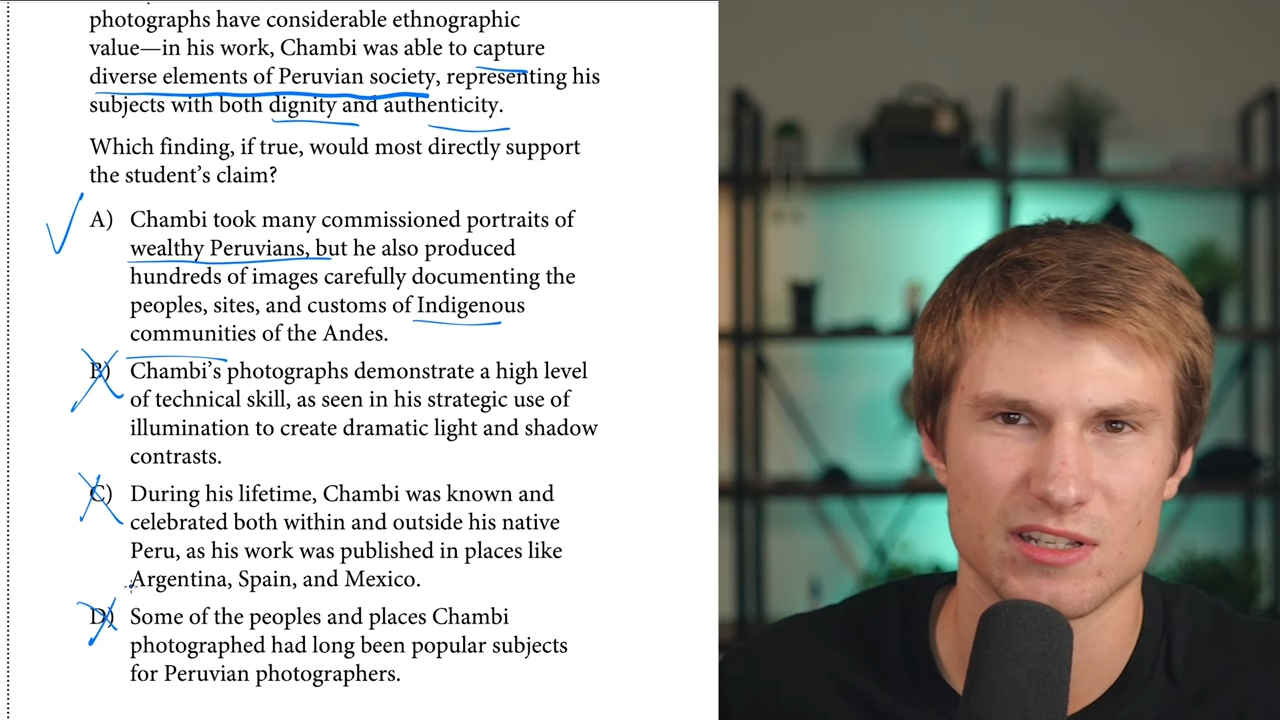 photographs have considerable ethnographic
value—in his work, Chambi was able to capture
diverse elements of Peruvian society, representing his
subjects with both dignity and authenticity.
Which finding, if true, would most directly support
the student's claim?
A) Chambi took many commissioned portraits of
wealthy Peruvians, but he also produced
hundreds of images carefully documenting the
peoples, sites, and customs of Indigenous
communities of the Andes.
B) Chambi's photographs demonstrate a high level
of technical skill, as seen in his strategic use of
illumination to create dramatic light and shadow
contrasts.
C) During his lifetime, Chambi was known and
celebrated both within and outside his native
Peru, as his work was published in places like
Argentina, Spain, and Mexico.
D) Some of the peoples and places Chambi
photographed had long been popular subjects
for Peruvian photographers.